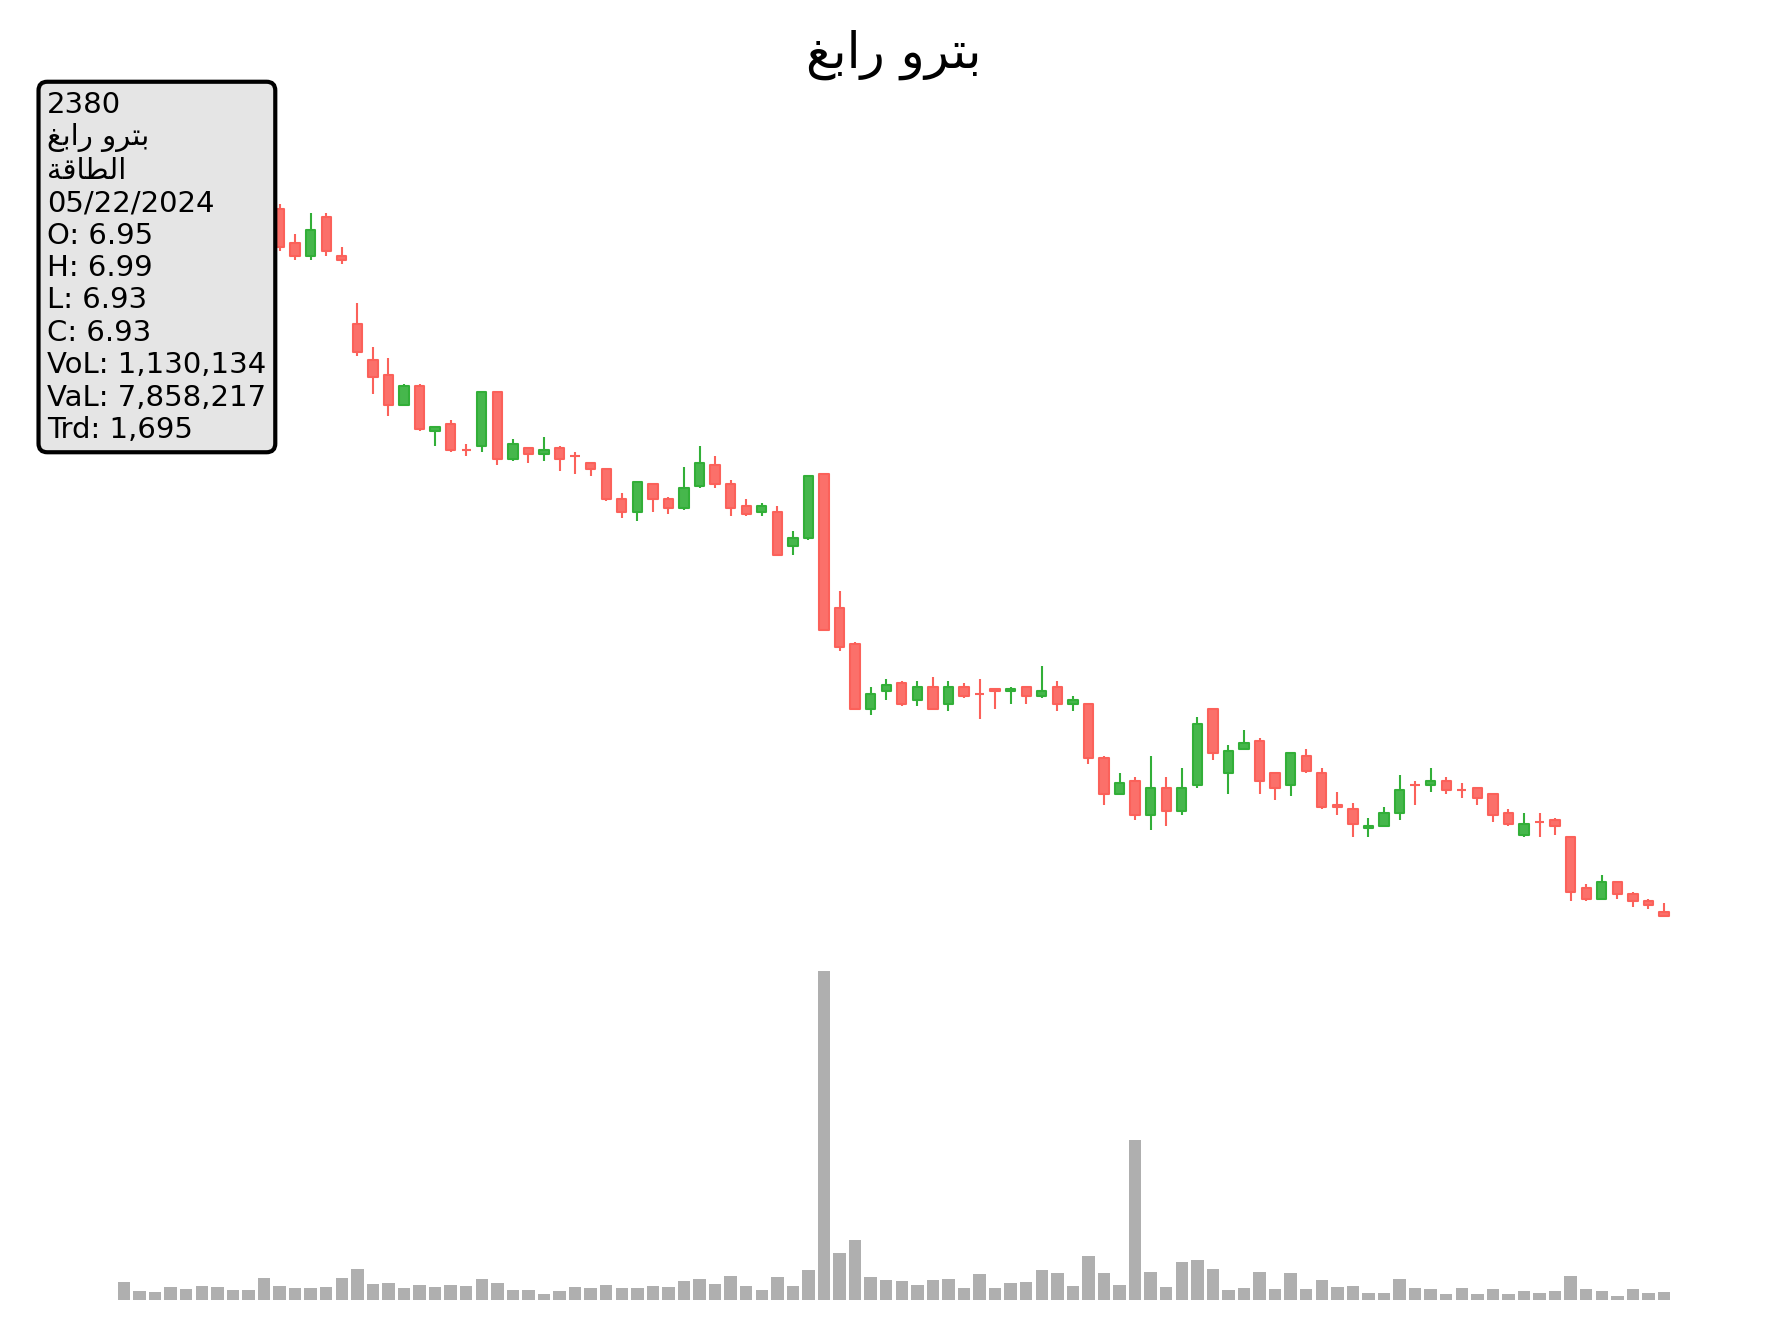 بترو رابغ
2380
بترو رابغ
الطاقة
05/22/2024
O: 6.95
H: 6.99
L: 6.93
C: 6.93
VoL: 1,130,134
VaL: 7,858,217
Trd: 1,695